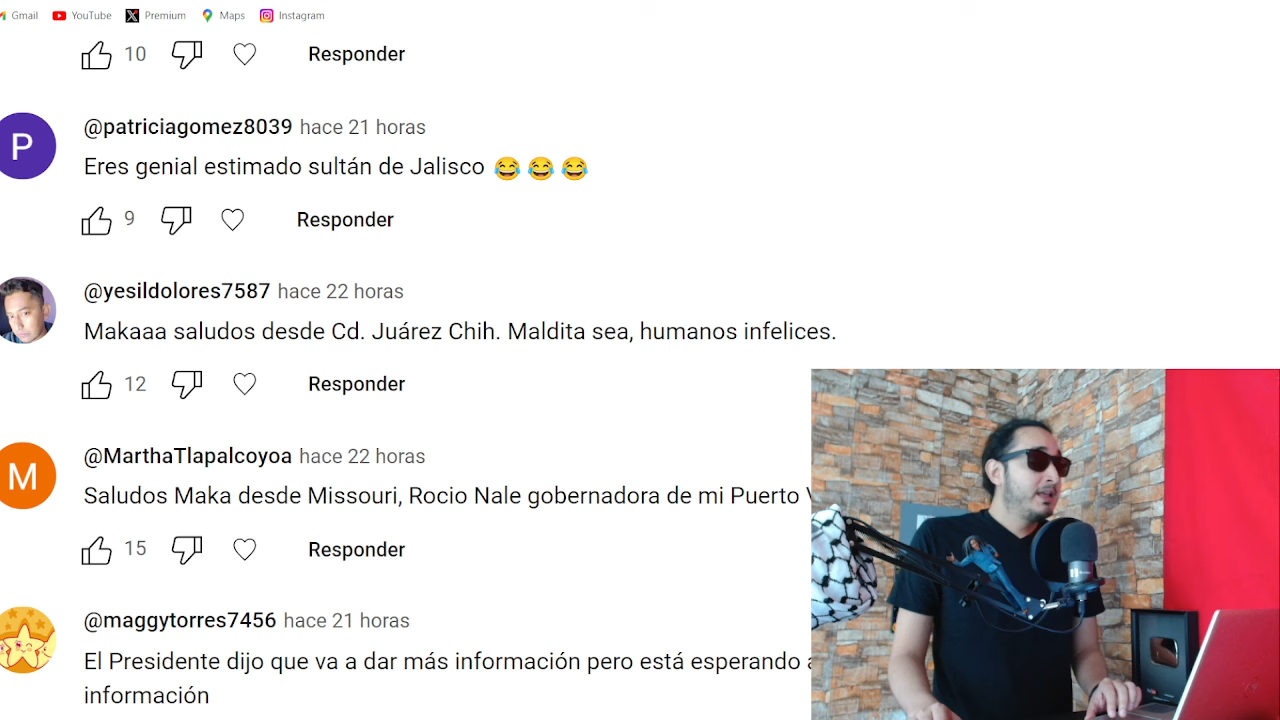 Gmail YouTube Premium Maps Instagram
10 Responder
@patriciagomez8039 hace 21 horas
P
Eres genial estimado sultán de Jalisco 😂 😂 😂
9 Responder
@yesildolores7587 hace 22 horas
Makaaa saludos desde Cd. Juárez Chih. Maldita sea, humanos infelices.
12 Responder
@MarthaTlapalcoyoa hace 22 horas
M
Saludos Maka desde Missouri, Rocio Nale gobernadora de mi Puerto
15 Responder
@maggytorres7456 hace 21 horas
El Presidente dijo que va a dar más información pero está esperando
información